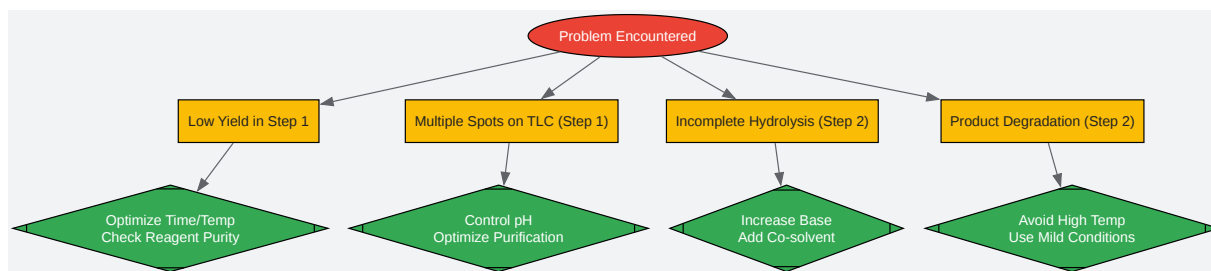 Problem Encountered
Low Yield in Step 1
Multiple Spots on TLC (Step 1)
Incomplete Hydrolysis (Step 2)
Product Degradation (Step 2)
Optimize Time/Temp
Check Reagent Purity
Control pH
Optimize Purification
Increase Base
Add Co-solvent
Avoid High Temp
Use Mild Conditions